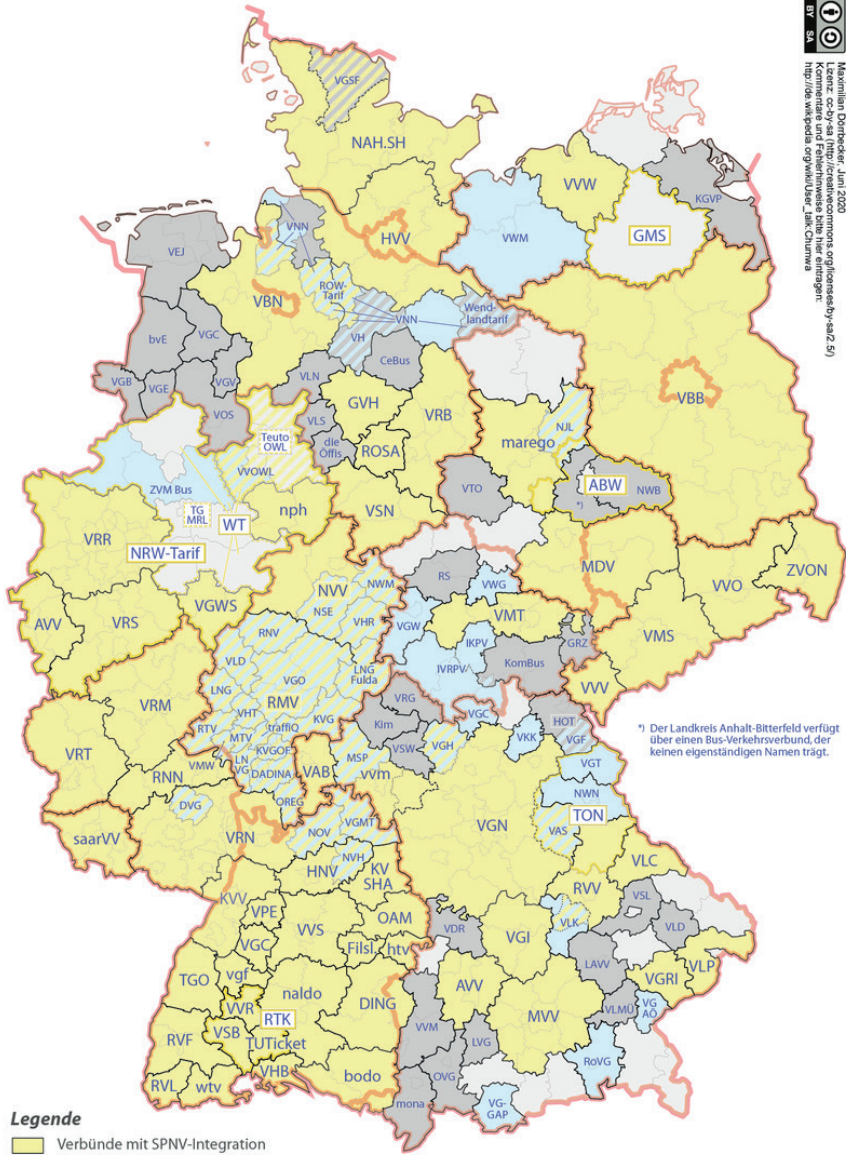 BY SA
Maximilian Dörrbecker, Juni 2020
Lizenz: cc-by-sa (http://creativecommons.org/licenses/by-sa/2.5/)
Kommentare und Fehlerhinweise bitte hier eintragen:
http://de.wikipedia.org/wiki/User_talk:Chumwa
VGSF
NAH.SH
VVW
KGVP
GMS
VNN
HVV
VWM
VEJ
ROW-
Tarif
VBN
Wend-
landtarif
VNN
bvE
VGC
VH
CeBus
VBB
VGB
VGE
VGV
VLN
GVH
VRB
VOS
VLS
Teuto
OWL
die
Öffis
ROSA
marego
NJL
VVOWL
ZVM Bus
VTO
ABW
NWB
*)
TG
MRL
WT
nph
VSN
VRR
NRW-Tarif
MDV
NVV
NWM
RS
VWG
VVO
ZVON
VGWS
NSE
VHR
VGW
VMT
AVV
VRS
RNV
IKPV
GRZ
VMS
VLD
VGO
LNG
Fulda
IVRPV
KomBus
LNG
RMV
VVV
VRM
VHT
traffiQ
KVG
VRG
VGC
HOT
RTV
MTV
KVGOF
KIm
VKK
VGF
VRT
LN
VG
DADINA
MSP
VSW
VGH
VGT
RNN
VMW
VAB
vvm
NWN
DVG
OREG
TON
VAS
VGN
saarVV
VRN
NOV
VGMT
NVH
VLC
HNV
KV
SHA
RVV
KVV
VSL
VPE
VVS
OAM
VDR
VGI
VLK
VLD
VGC
Filsl.
htv
LAVV
TGO
vgf
naldo
AVV
VGRI
VLP
VVR
DING
MVV
VLMÜ
VG
AÖ
RTK
RVF
VSB
VVM
LVG
RoVG
TUTicket
RVL
wtv
VHB
bodo
OVG
mona
VG-
GAP
*) Der Landkreis Anhalt-Bitterfeld verfügt
über einen Bus-Verkehrsverbund, der
keinen eigenständigen Namen trägt.
Legende
Verbünde mit SPNV-Integration